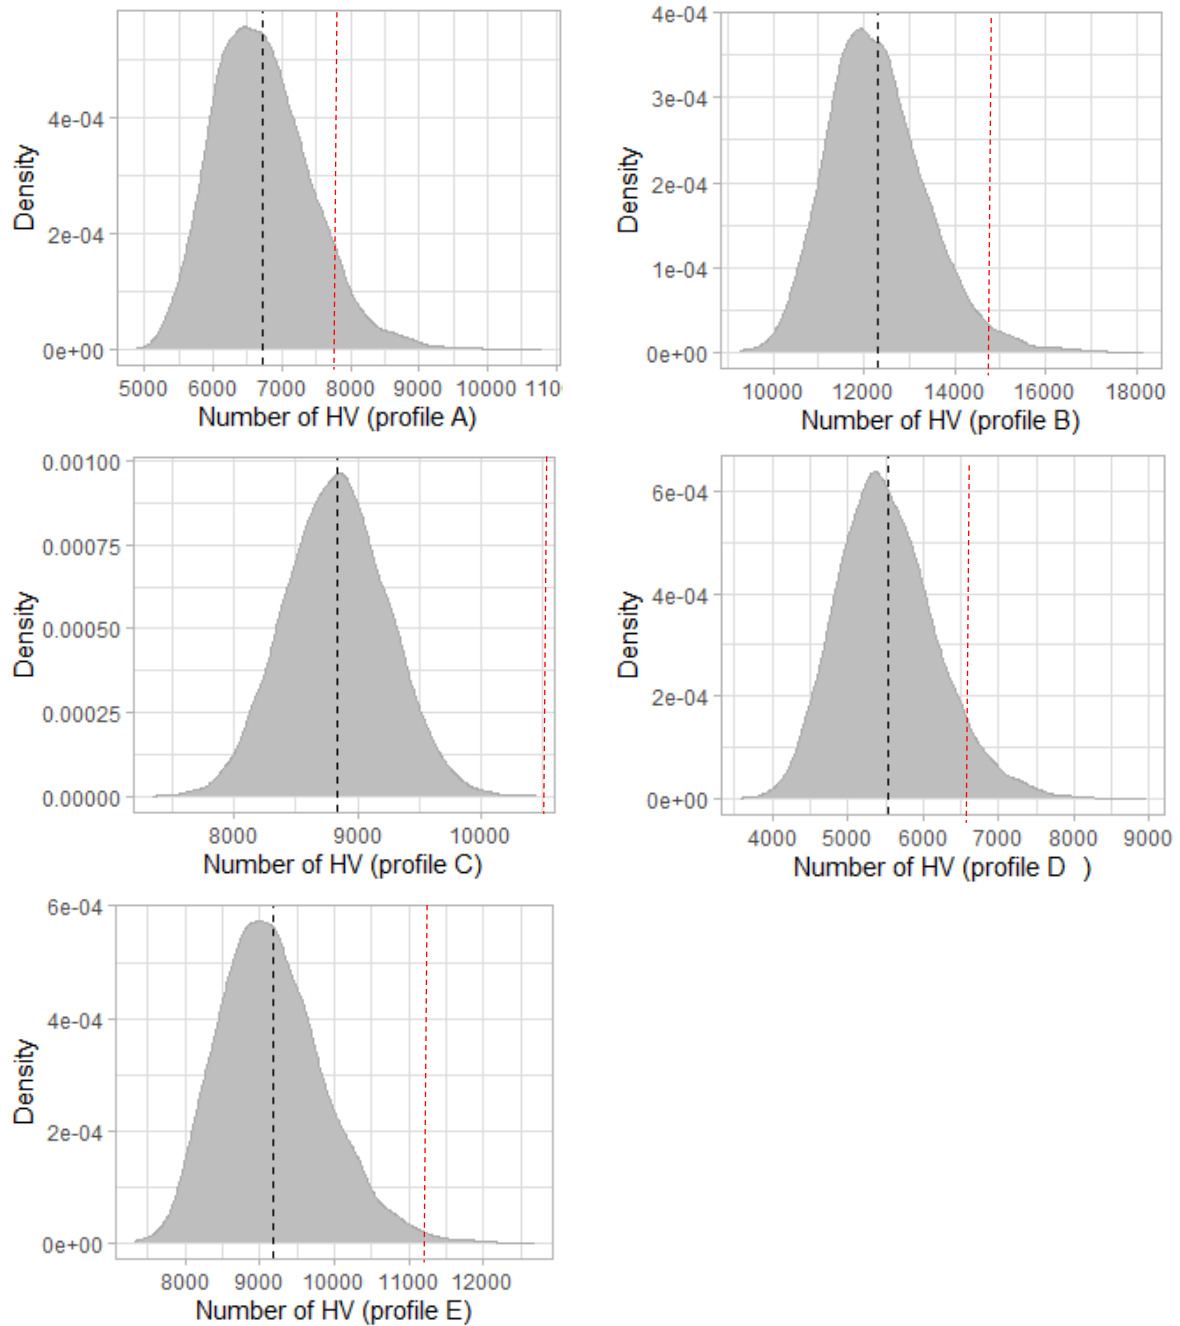 Density
4e-04
2e-04
0e+00
5000 6000 7000 8000 9000 10000 110
Number of HV (profile A)
Density
4e-04
3e-04
2e-04
1e-04
0e+00
10000 12000 14000 16000 18000
Number of HV (profile B)
Density
0.00100
0.00075
0.00050
0.00025
0.00000
8000 9000 10000
Number of HV (profile C)
Density
6e-04
4e-04
2e-04
0e+00
4000 5000 6000 7000 8000 9000
Number of HV (profile D )
Density
6e-04
4e-04
2e-04
0e+00
8000 9000 10000 11000 12000
Number of HV (profile E)